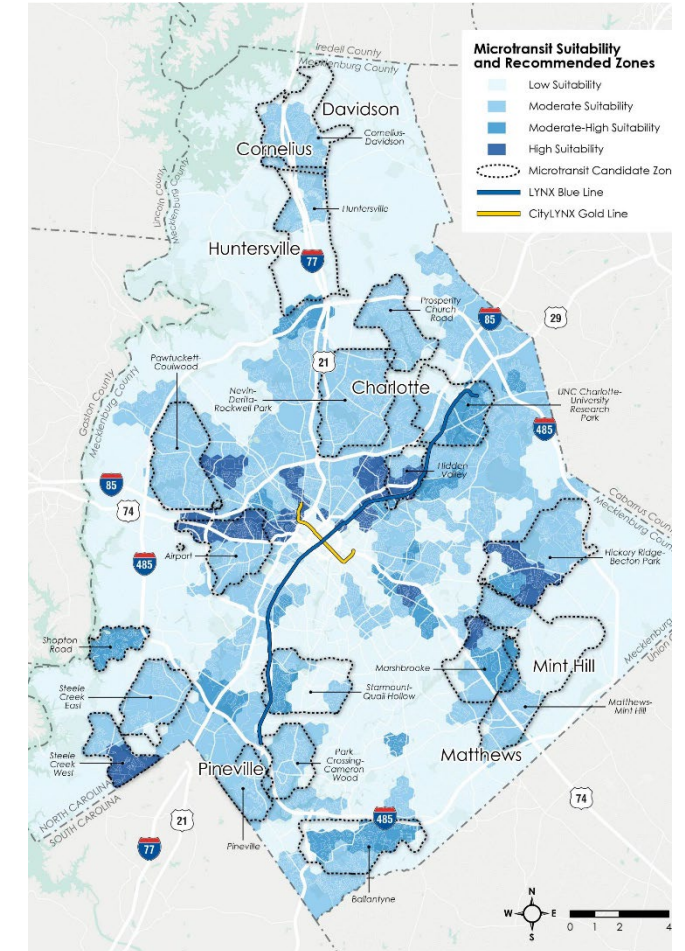 Iredell County
Mecklenburg County
Microtransit Suitability
and Recommended Zones
Low Suitability
Moderate Suitability
Moderate-High Suitability
High Suitability
Microtransit Candidate Zon
LYNX Blue Line
CityLYNX Gold Line
Davidson
Cornelius-
Davidson
Cornelius
Lincoln County
Mecklenburg County
Huntersville
Huntersville
77
Prosperity
Church
Road
85
29
21
Pawtuckett-
Coulwood
Charlotte
Nevin-
Derita-
Rockwell Park
UNC Charlotte-
University
Research
Park
Gaston County
Mecklenburg County
485
Hidden
Valley
85
74
Cabarrus County
Mecklenburg County
Airport
Hickory Ridge-
Becton Park
485
Shopton
Road
Mecklenburg
Union
Marshbrooke
Mint Hill
Steele
Creek
East
Starmount-
Quail Hollow
Matthews-
Mint Hill
Steele
Creek
West
Park
Crossing-
Cameron
Wood
Matthews
Pineville
NORTH CAROLINA
SOUTH CAROLINA
74
21
485
77
Pineville
Ballantyne
N
W E
S
0 1 2 4